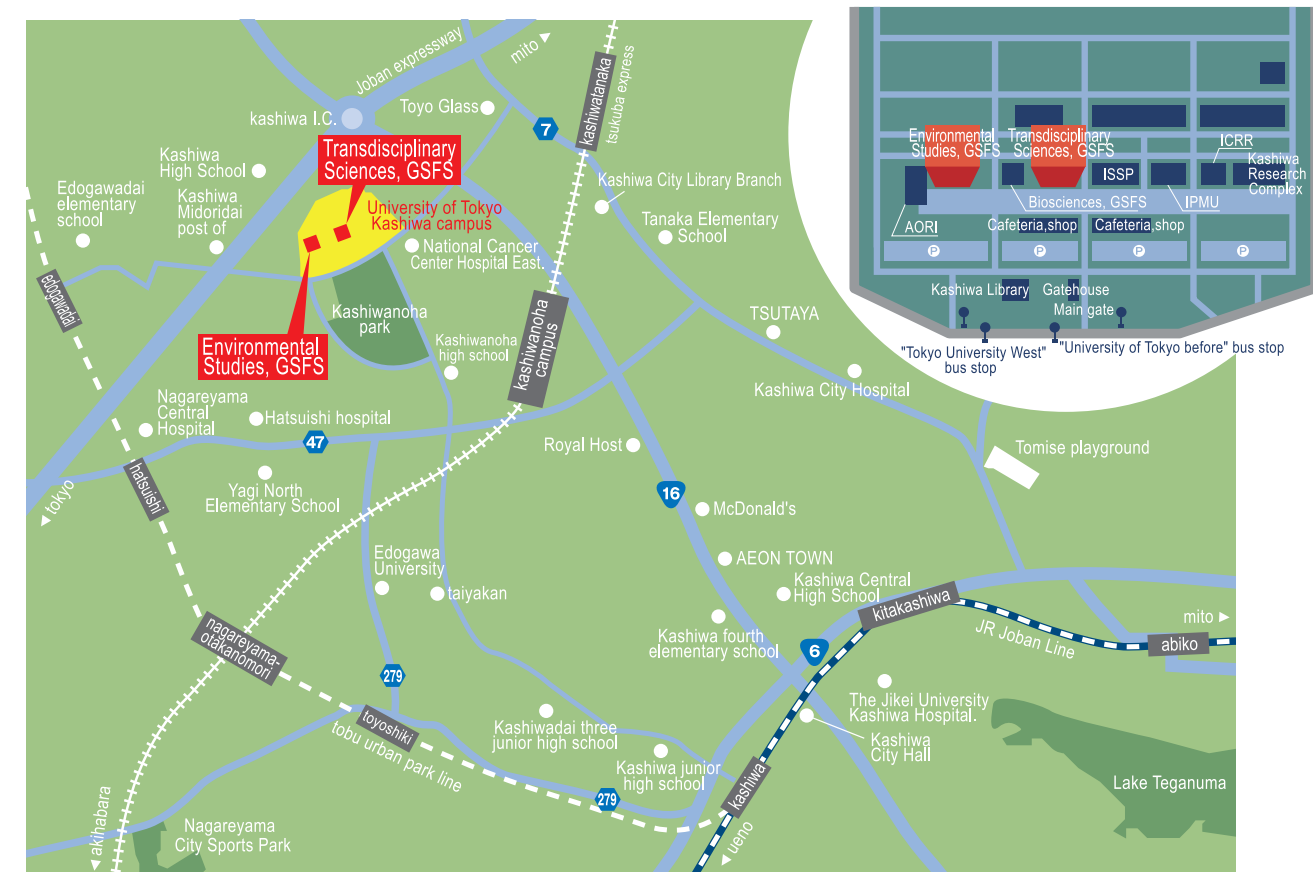 Joban expressway
mito
kashiwa I.C.
Toyo Glass
kashiwatanaka
tsukuba express
7
Transdisciplinary
Sciences, GSFS
Kashiwa
High School
Edogawadai
elementary
school
Kashiwa
Midoridai
post of
University of Tokyo
Kashiwa campus
Kashiwa City Library Branch
Tanaka Elementary
School
National Cancer
Center Hospital East.
edogawadai
Kashiwanoha
park
Environmental
Studies, GSFS
Kashiwanoha
high school
kashiwanoha
campus
TSUTAYA
Kashiwa City Hospital
Nagareyama
Central
Hospital
Hatsuishi hospital
47
Royal Host
Tomise playground
hatsuishi
tokyo
Yagi North
Elementary School
16
McDonald's
AEON TOWN
Edogawa
University
taiyakan
Kashiwa Central
High School
kitakashiwa
JR Joban Line
mito
abiko
Kashiwa fourth
elementary school
6
nagareyama-
otakanomori
279
toyoshiki
tobu urban park line
Kashiwadai three
junior high school
The Jikei University
Kashiwa Hospital.
Kashiwa
City Hall
Kashiwa junior
high school
kashiwa
279
ueno
Lake Teganuma
akihabara
Nagareyama
City Sports Park
Environmental
Studies, GSFS
Transdisciplinary
Sciences, GSFS
ICRR
Kashiwa
Research
Complex
ISSP
Biosciences, GSFS
IPMU
AORI
Cafeteria,shop
Cafeteria,shop
P
P
P
P
Kashiwa Library
Gatehouse
Main gate
"Tokyo University West"
bus stop
"University of Tokyo before" bus stop